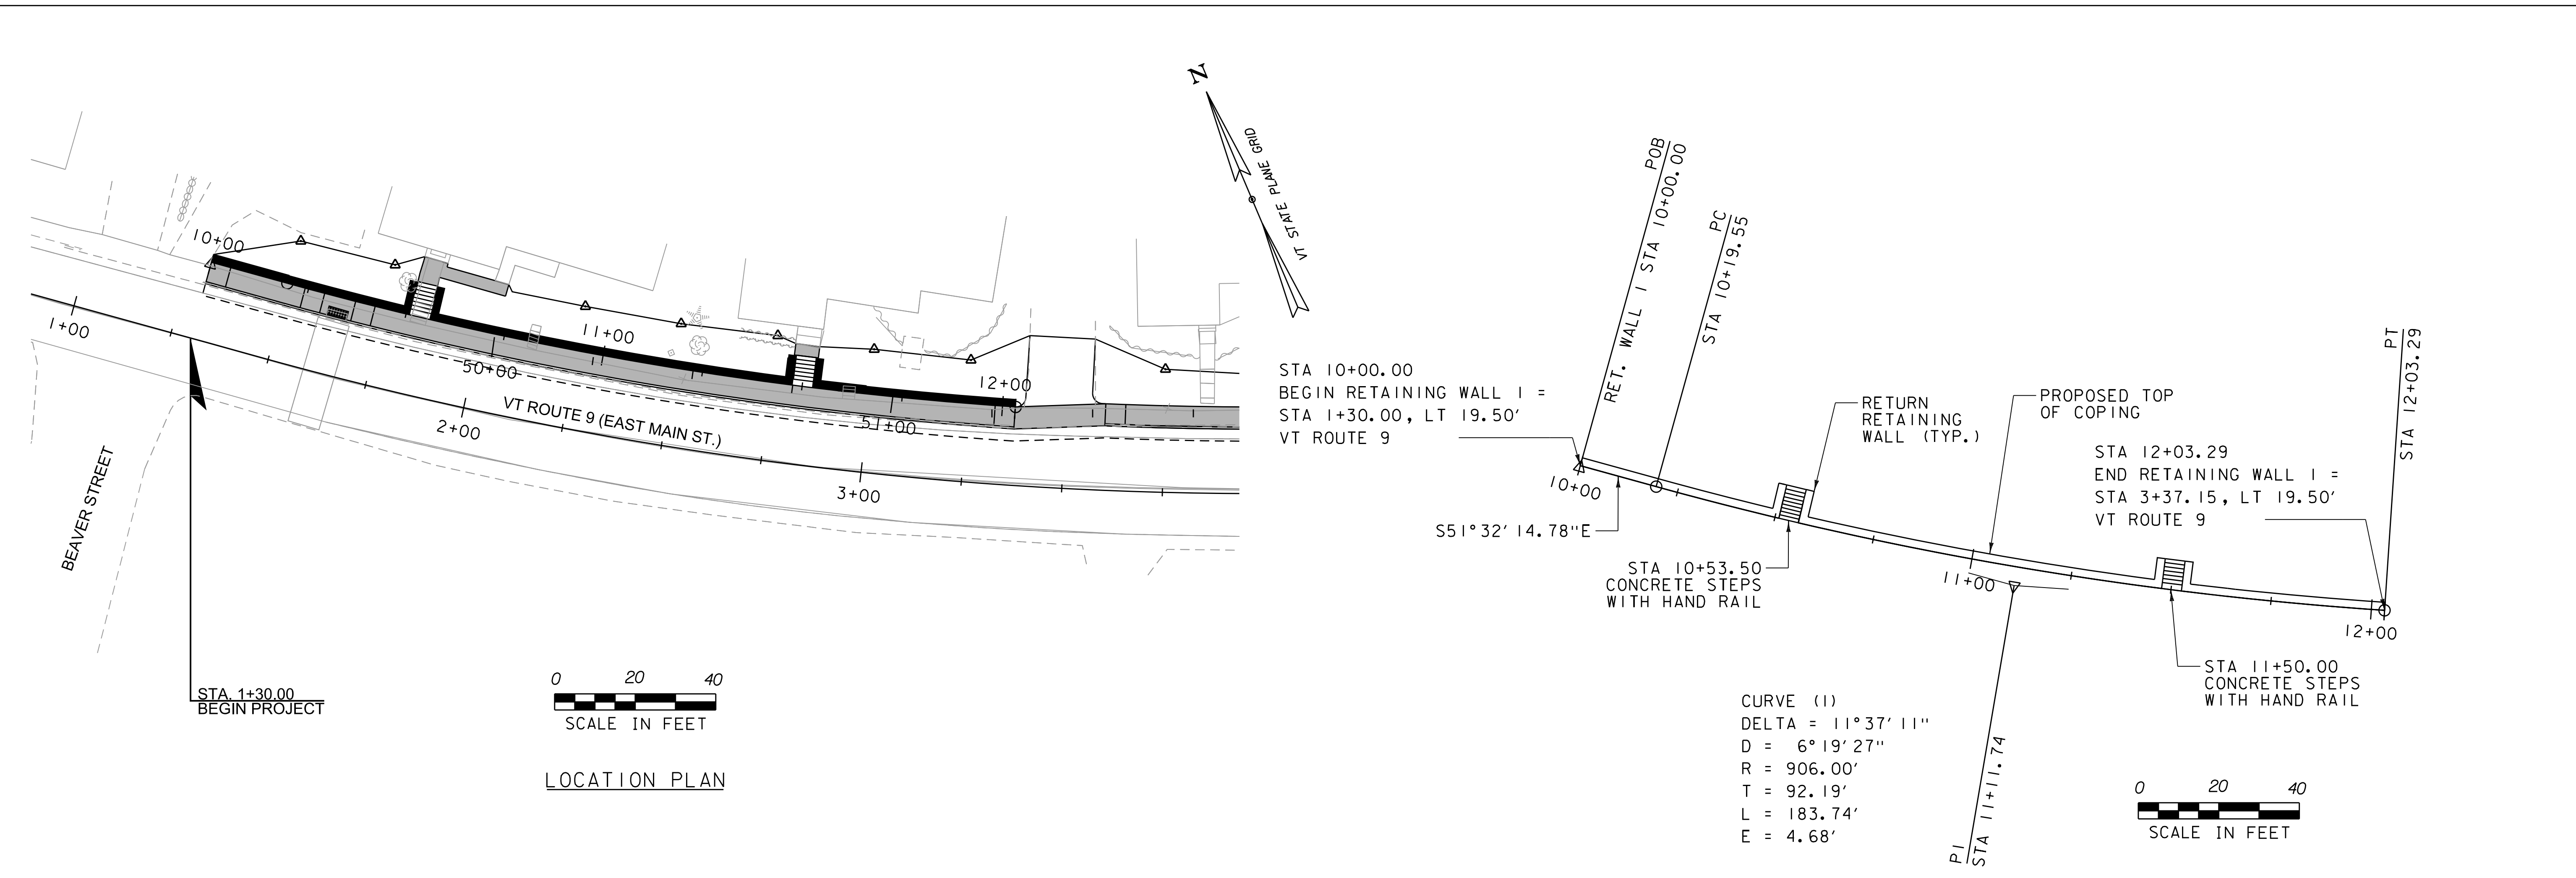 N
VT STATE PLANE GRID
10+00
1+00
11+00
50+00
12+00
VT ROUTE 9 (EAST MAIN ST.)
51+00
2+00
3+00
BEAVER STREET
STA. 1+30.00
BEGIN PROJECT
0 20 40
SCALE IN FEET
LOCATION PLAN
POB
RET. WALL 1 STA 10+00.00
PC
STA 10+19.55
PT
STA 12+03.29
STA 10+00.00
BEGIN RETAINING WALL 1 =
STA 1+30.00, LT 19.50'
VT ROUTE 9
RETURN
RETAINING
WALL (TYP.)
PROPOSED TOP
OF COPING
STA 12+03.29
END RETAINING WALL 1 =
STA 3+37.15, LT 19.50'
VT ROUTE 9
10+00
S51°32'14.78"E
STA 10+53.50
CONCRETE STEPS
WITH HAND RAIL
11+00
12+00
STA 11+50.00
CONCRETE STEPS
WITH HAND RAIL
CURVE (1)
DELTA = 11°37'11"
D = 6°19'27"
R = 906.00'
T = 92.19'
L = 183.74'
E = 4.68'
PI
STA 11+11.74
0 20 40
SCALE IN FEET